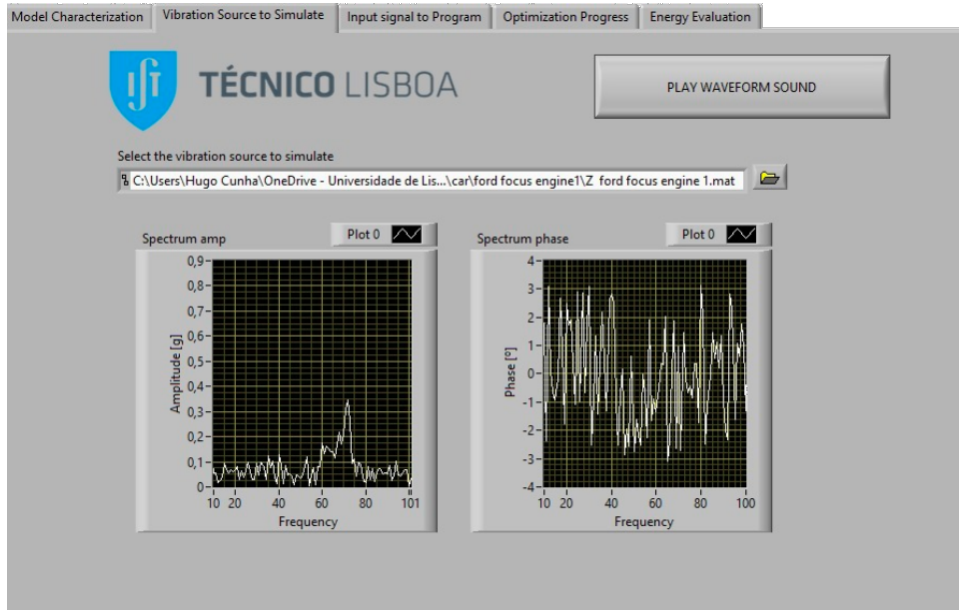 Model Characterization Vibration Source to Simulate Input signal to Program Optimization Progress Energy Evaluation
TÉCNICO LISBOA
PLAY WAVEFORM SOUND
Select the vibration source to simulate
C:\Users\Hugo Cunha\OneDrive - Universidade de Lis...\car\ford focus engine1\Z ford focus engine 1.mat
Spectrum amp
Plot 0
0,9
0,8
0,7
0,6
0,5
0,4
0,3
0,2
0,1
0
Amplitude [g]
10 20 40 60 80 101
Frequency
Spectrum phase
Plot 0
4
3
2
1
0
-1
-2
-3
-4
Phase [º]
10 20 40 60 80 100
Frequency